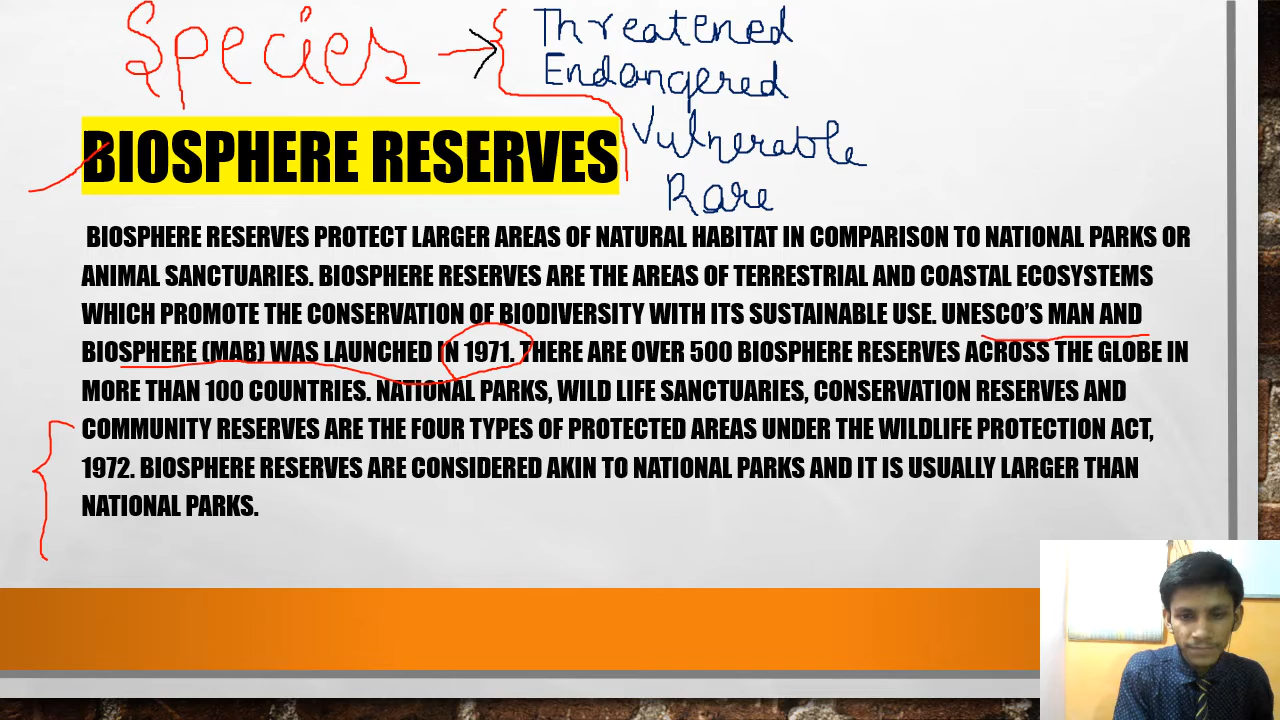 Species → Threatened
Endangered
Vulnerable
Rare
BIOSPHERE RESERVES
BIOSPHERE RESERVES PROTECT LARGER AREAS OF NATURAL HABITAT IN COMPARISON TO NATIONAL PARKS OR
ANIMAL SANCTUARIES. BIOSPHERE RESERVES ARE THE AREAS OF TERRESTRIAL AND COASTAL ECOSYSTEMS
WHICH PROMOTE THE CONSERVATION OF BIODIVERSITY WITH ITS SUSTAINABLE USE. UNESCO’S MAN AND
BIOSPHERE (MAB) WAS LAUNCHED IN 1971. THERE ARE OVER 500 BIOSPHERE RESERVES ACROSS THE GLOBE IN
MORE THAN 100 COUNTRIES. NATIONAL PARKS, WILD LIFE SANCTUARIES, CONSERVATION RESERVES AND
COMMUNITY RESERVES ARE THE FOUR TYPES OF PROTECTED AREAS UNDER THE WILDLIFE PROTECTION ACT,
1972. BIOSPHERE RESERVES ARE CONSIDERED AKIN TO NATIONAL PARKS AND IT IS USUALLY LARGER THAN
NATIONAL PARKS.